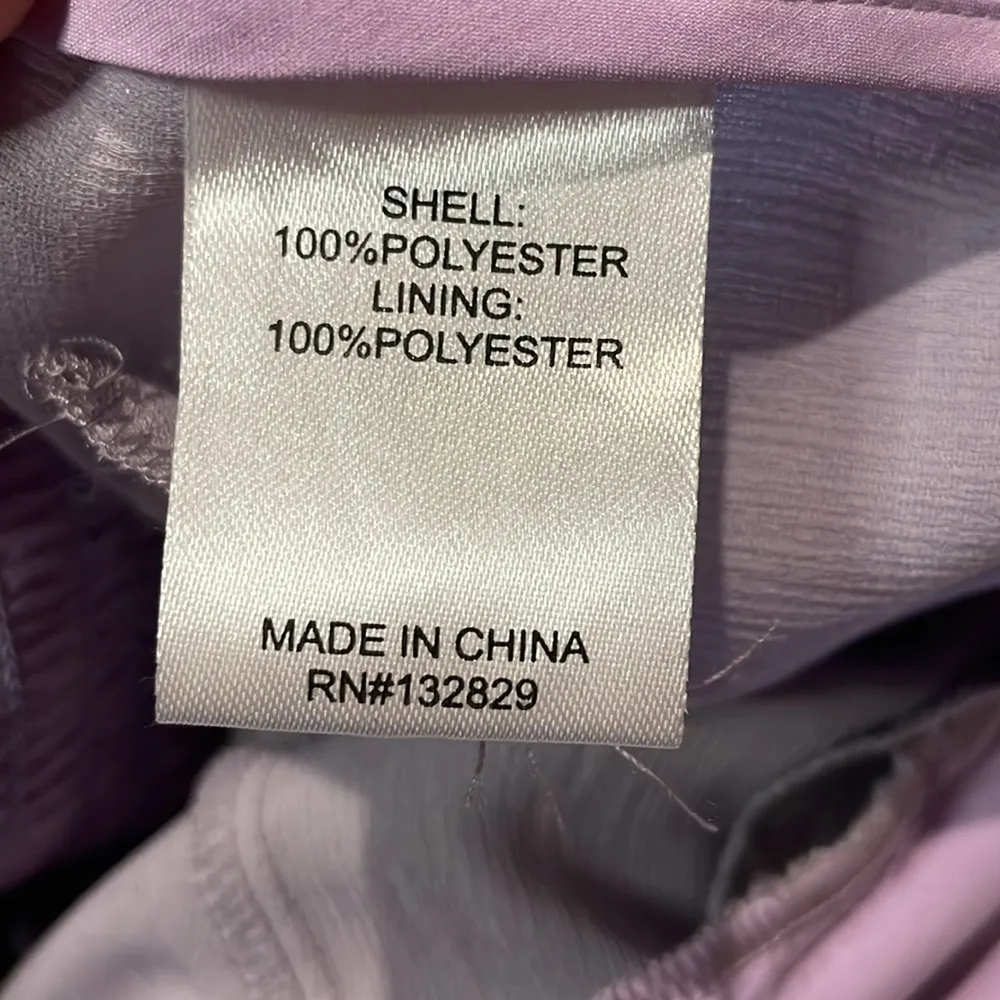 SHELL:
100%POLYESTER
LINING:
100%POLYESTER
MADE IN CHINA
RN#132829